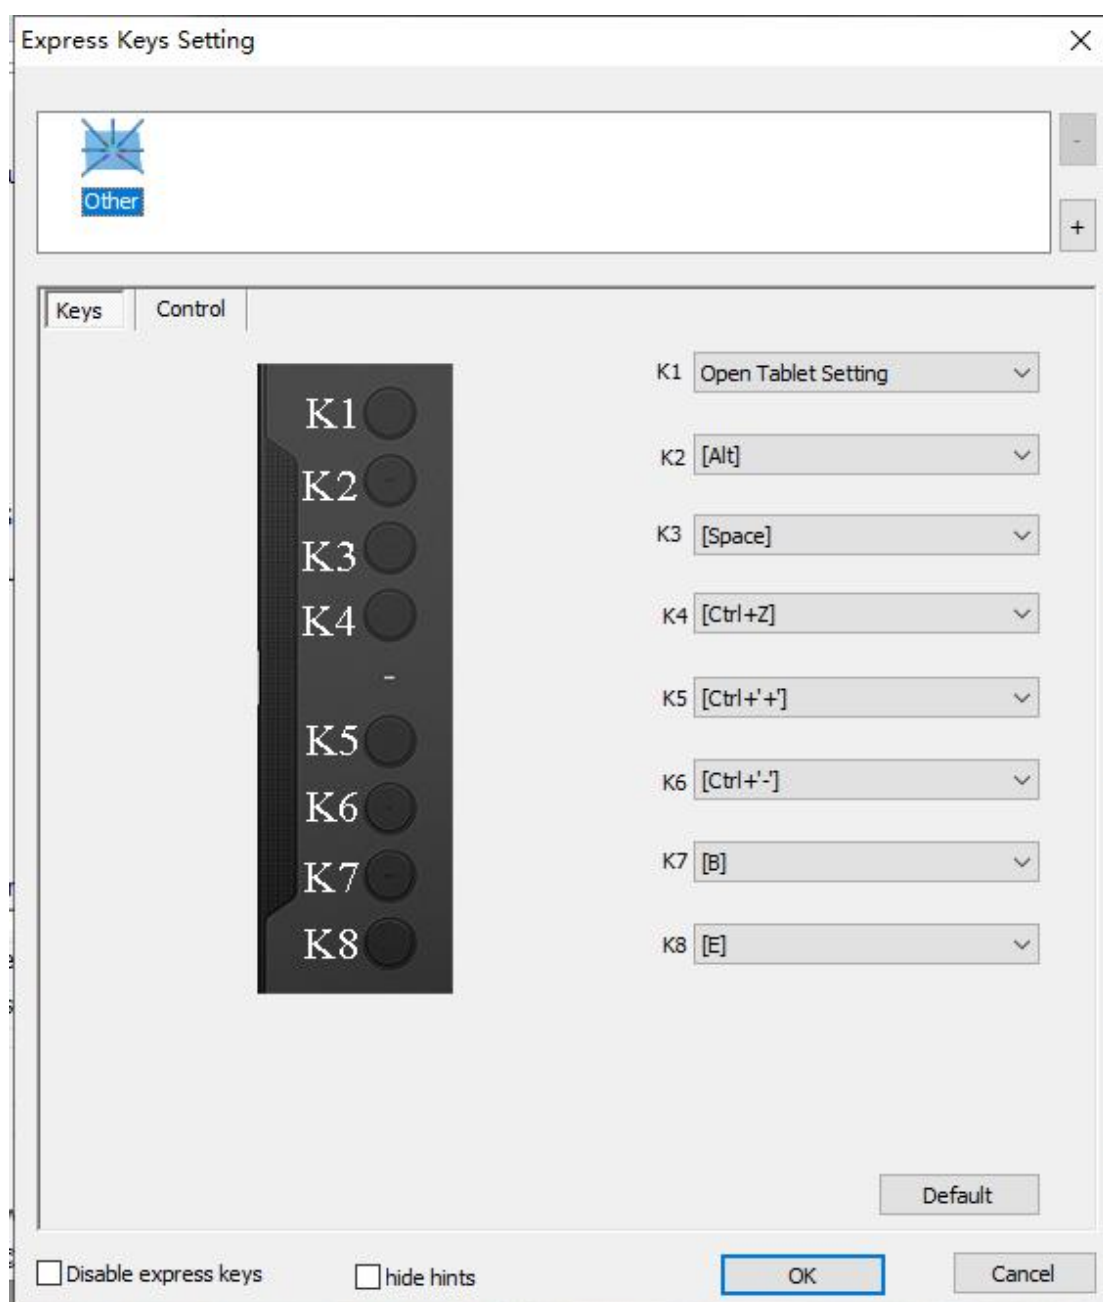 Express Keys Setting
-
Other
+
Keys Control
K1
K2
K3
K4
K5
K6
K7
K8
K1 Open Tablet Setting
K2 [Alt]
K3 [Space]
K4 [Ctrl+Z]
K5 [Ctrl+'+']
K6 [Ctrl+'-']
K7 [B]
K8 [E]
Default
Disable express keys hide hints OK Cancel